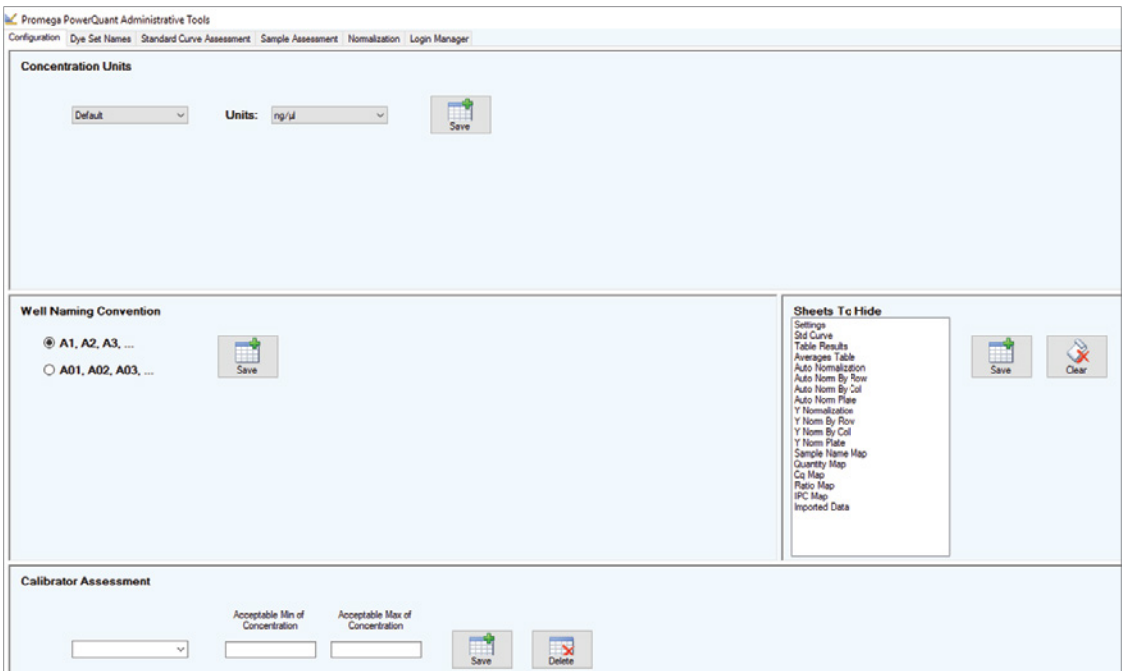 Promega PowerQuant Administrative Tools
Configuration Dye Set Names Standard Curve Assessment Sample Assessment Normalization Login Manager
Concentration Units
Default Units: ng/µl Save
Well Naming Convention
A1, A2, A3, ...
A01, A02, A03, ...
Save
Sheets To Hide
Settings
Std Curve
Table Results
Averages Table
Auto Normalization
Auto Norm By Row
Auto Norm By Col
Auto Norm Plate
Y Normalization
Y Norm By Row
Y Norm By Col
Y Norm Plate
Sample Name Map
Quantity Map
Cq Map
Ratio Map
IPC Map
Imported Data
Save Clear
Calibrator Assessment
Acceptable Min of
Concentration
Acceptable Max of
Concentration
Save Delete